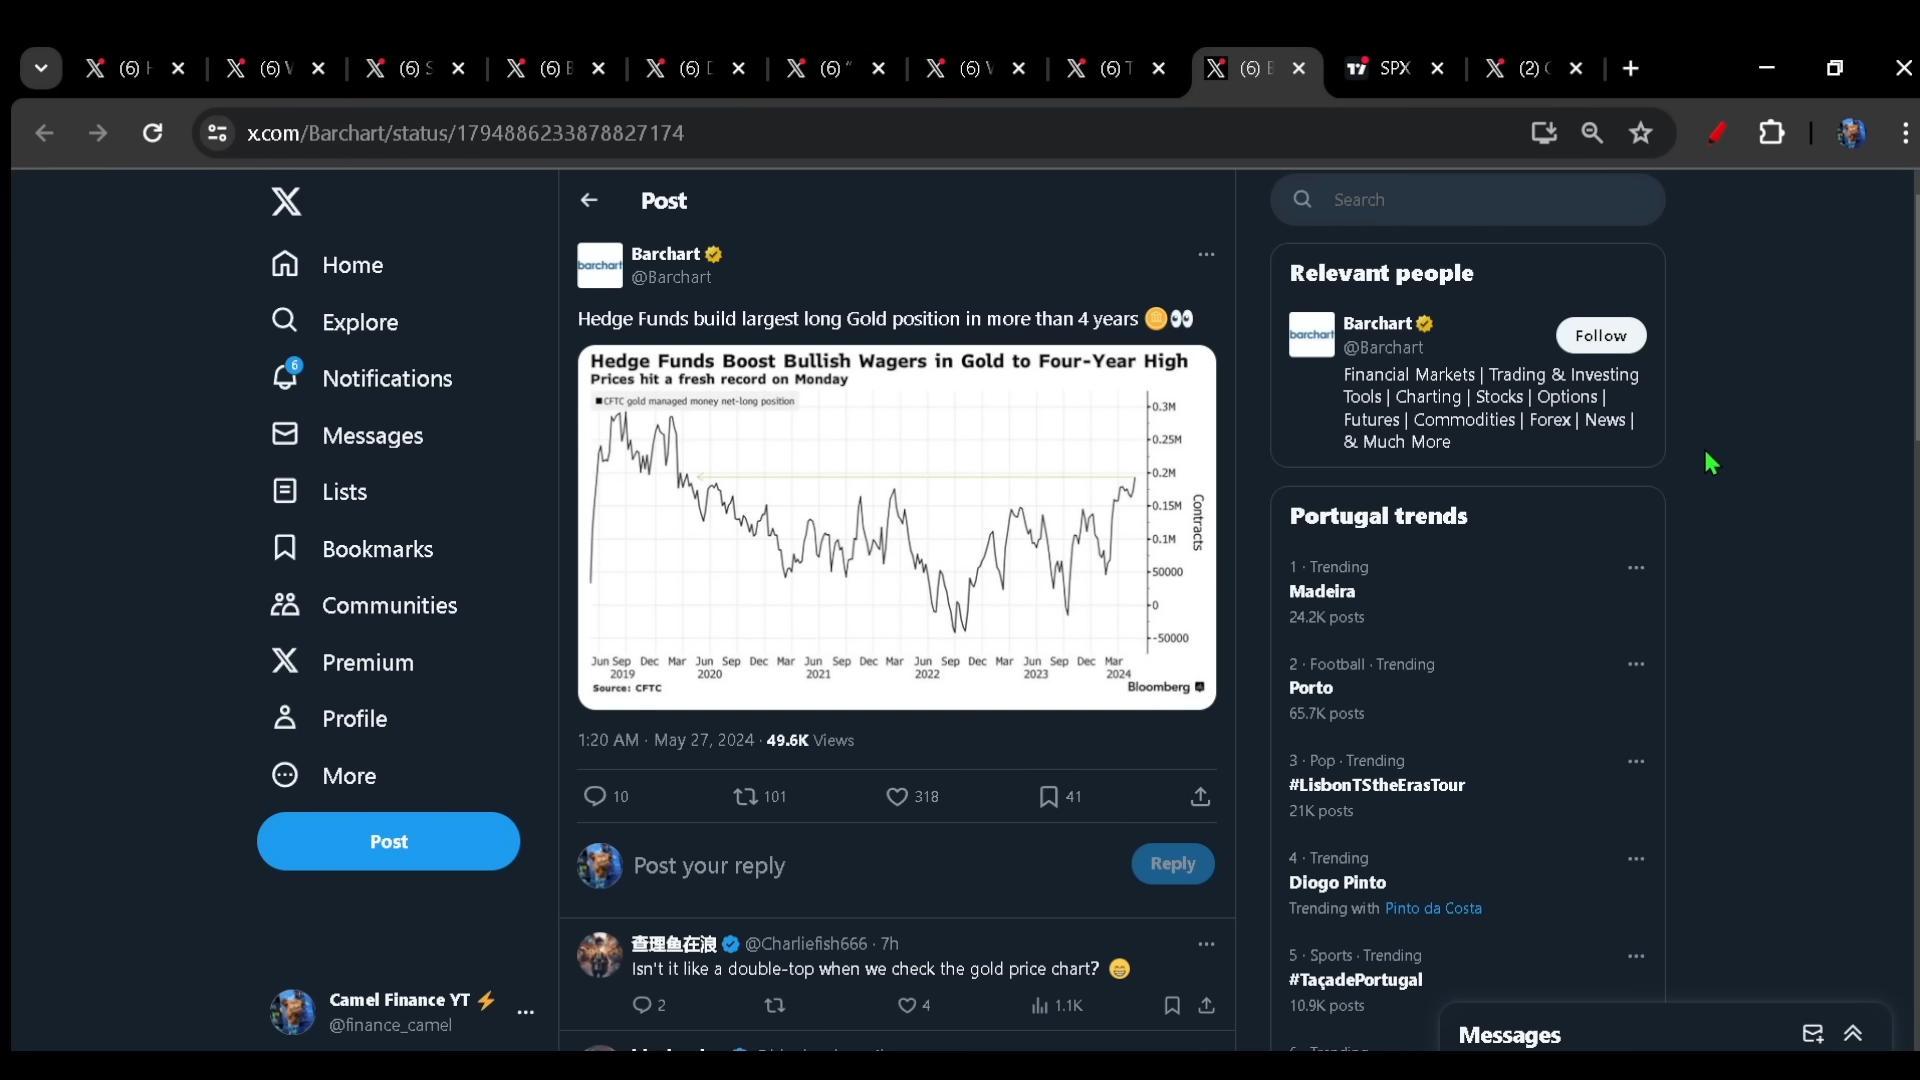 (6) H
(6) V
(6) S
(6) E
(6) D
(6) "
(6) V
(6) T
(6) E
SPX
(2) C
x.com/Barchart/status/1794886233878827174
Home
Explore
6
Notifications
Messages
Lists
Bookmarks
Communities
Premium
Profile
More
Post
Camel Finance YT
@finance_camel
Post
barchart
Barchart
@Barchart
Hedge Funds build largest long Gold position in more than 4 years
Hedge Funds Boost Bullish Wagers in Gold to Four-Year High
Prices hit a fresh record on Monday
CFTC gold managed money net-long position
0.3M
0.25M
0.2M
0.15M
0.1M
50000
0
-50000
Contracts
Jun Sep Dec Mar Jun Sep Dec Mar Jun Sep Dec Mar Jun Sep Dec Mar Jun Sep Dec Mar
2019 2020 2021 2022 2023 2024
Source: CFTC
Bloomberg
1:20 AM · May 27, 2024 · 49.6K Views
10
101
318
41
Post your reply
Reply
查理鱼在浪 @Charliefish666 · 7h
Isn't it like a double-top when we check the gold price chart?
2
4
1.1K
Search
Relevant people
barchart
Barchart
@Barchart
Follow
Financial Markets | Trading & Investing
Tools | Charting | Stocks | Options |
Futures | Commodities | Forex | News |
& Much More
Portugal trends
1 · Trending
Madeira
24.2K posts
2 · Football · Trending
Porto
65.7K posts
3 · Pop · Trending
#LisbonTStheErasTour
21K posts
4 · Trending
Diogo Pinto
Trending with Pinto da Costa
5 · Sports · Trending
#TaçadePortugal
10.9K posts
Messages